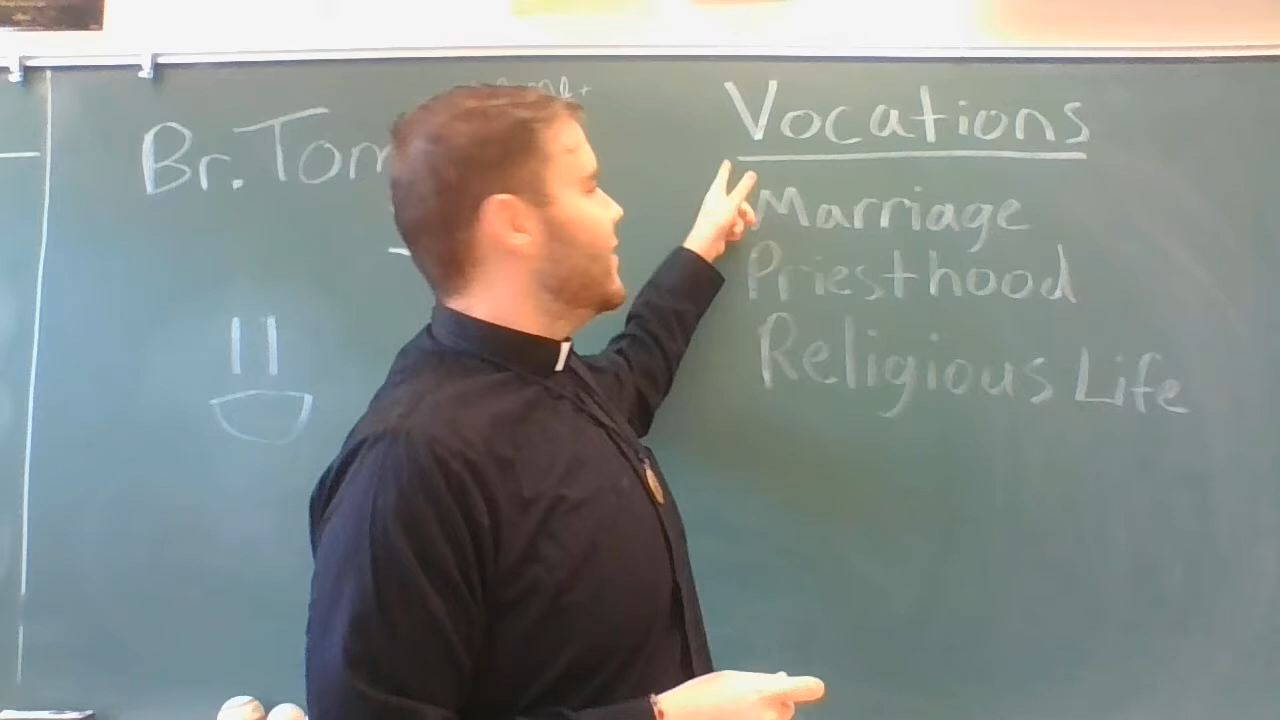 Br. Tom
Vocations
Marriage
Priesthood
Religious Life